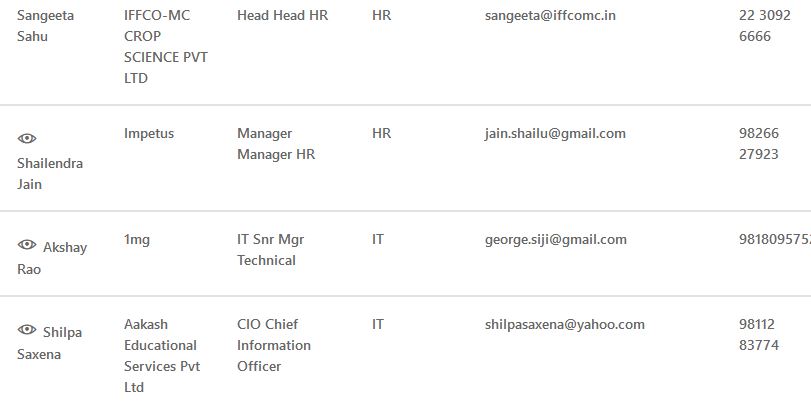 Sangeeta IFFCO-MC Head Head HR HR sangeeta@iffcomc.in 22 3092
Sahu CROP 6666
SCIENCE PVT
LTD
Impetus Manager HR jain.shailu@gmail.com 98266
Shailendra Manager HR 27923
Jain
Akshay 1mg IT Snr Mgr IT george.siji@gmail.com
Rao Technical
Shilpa Aakash CIO Chief IT shilpasaxena@yahoo.com 98112
Saxena Educational Information 83774
Services Pvt Officer
Ltd